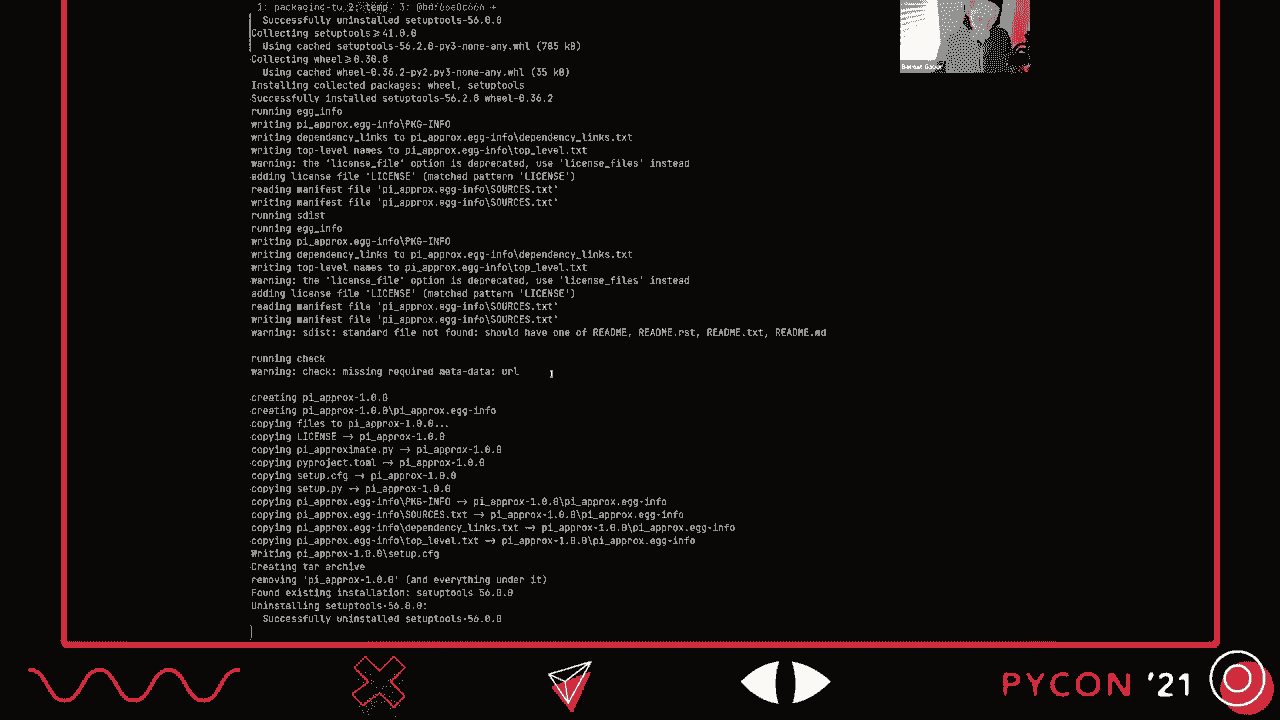 1: packaging-tu 2: temp, 3: @bdf65e0c666 +
Successfully uninstalled setuptools-56.0.0
Collecting setuptools≥41.0.0
Using cached setuptools-56.2.0-py3-none-any.whl (785 kB)
Collecting wheel≥0.30.0
Using cached wheel-0.36.2-py2.py3-none-any.whl (35 kB)
Installing collected packages: wheel, setuptools
Successfully installed setuptools-56.2.0 wheel-0.36.2
running egg_info
writing pi_approx.egg-info\PKG-INFO
writing dependency_links to pi_approx.egg-info\dependency_links.txt
writing top-level names to pi_approx.egg-info\top_level.txt
warning: the 'license_file' option is deprecated, use 'license_files' instead
adding license file 'LICENSE' (matched pattern 'LICENSE')
reading manifest file 'pi_approx.egg-info\SOURCES.txt'
writing manifest file 'pi_approx.egg-info\SOURCES.txt'
running sdist
running egg_info
writing pi_approx.egg-info\PKG-INFO
writing dependency_links to pi_approx.egg-info\dependency_links.txt
writing top-level names to pi_approx.egg-info\top_level.txt
warning: the 'license_file' option is deprecated, use 'license_files' instead
adding license file 'LICENSE' (matched pattern 'LICENSE')
reading manifest file 'pi_approx.egg-info\SOURCES.txt'
writing manifest file 'pi_approx.egg-info\SOURCES.txt'
warning: sdist: standard file not found: should have one of README, README.rst, README.txt, README.md
running check
warning: check: missing required meta-data: url
creating pi_approx-1.0.0
creating pi_approx-1.0.0\pi_approx.egg-info
copying files to pi_approx-1.0.0...
copying LICENSE → pi_approx-1.0.0
copying pi_approximate.py → pi_approx-1.0.0
copying pyproject.toml → pi_approx-1.0.0
copying setup.cfg → pi_approx-1.0.0
copying setup.py → pi_approx-1.0.0
copying pi_approx.egg-info\PKG-INFO → pi_approx-1.0.0\pi_approx.egg-info
copying pi_approx.egg-info\SOURCES.txt → pi_approx-1.0.0\pi_approx.egg-info
copying pi_approx.egg-info\dependency_links.txt → pi_approx-1.0.0\pi_approx.egg-info
copying pi_approx.egg-info\top_level.txt → pi_approx-1.0.0\pi_approx.egg-info
Writing pi_approx-1.0.0\setup.cfg
Creating tar archive
removing 'pi_approx-1.0.0' (and everything under it)
Found existing installation: setuptools 56.0.0
Uninstalling setuptools-56.0.0:
Successfully uninstalled setuptools-56.0.0
PYCON '21